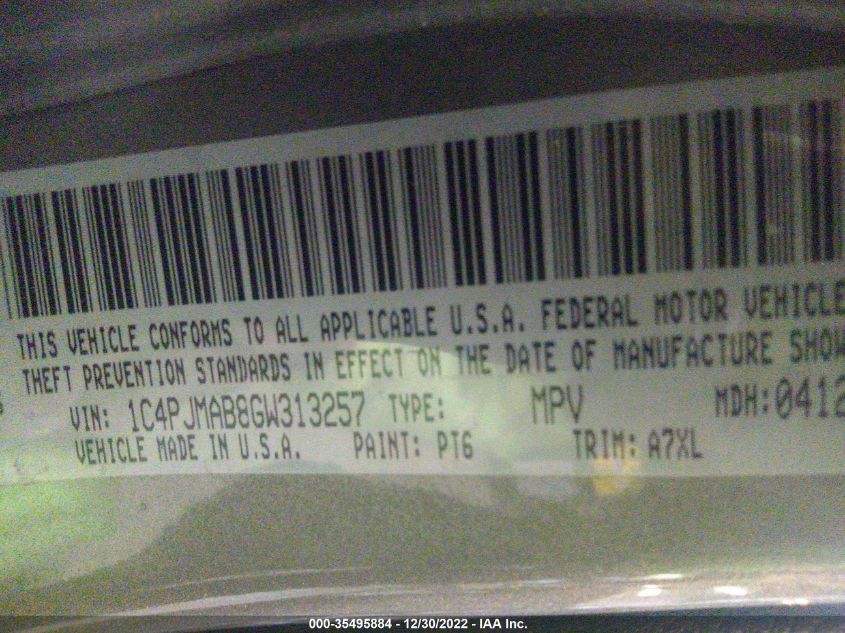 THIS VEHICLE CONFORMS TO ALL APPLICABLE U.S.A. FEDERAL MOTOR VEHICLE
THEFT PREVENTION STANDARDS IN EFFECT ON THE DATE OF MANUFACTURE SHOW
VIN: 1C4PJMAB8GW313257 TYPE: MPV MDH:0412
VEHICLE MADE IN U.S.A. PAINT: PT6 TRIM: A7XL
000-35495884 - 12/30/2022 - IAA Inc.